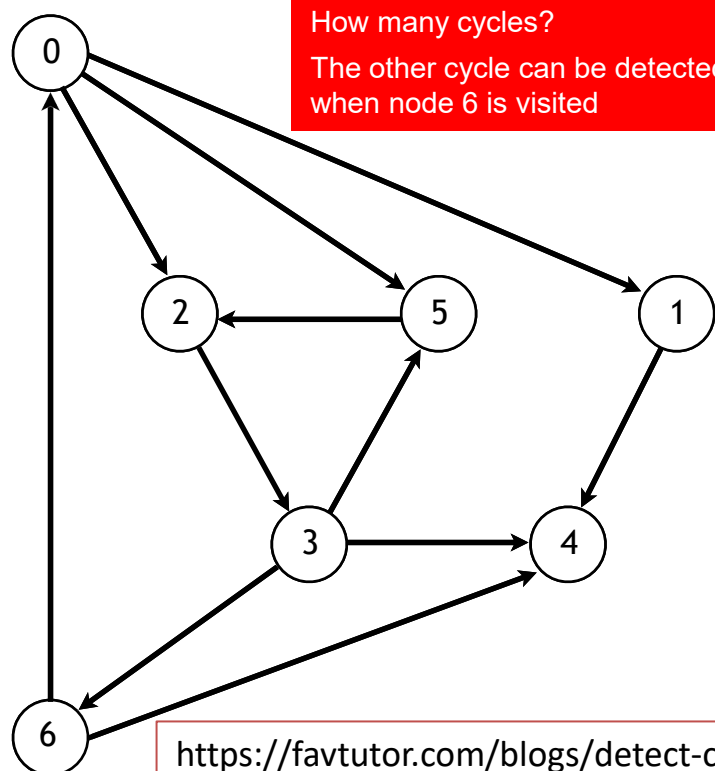 How many cycles?
The other cycle can be detected
when node 6 is visited
0
2
5
1
3
4
6
https://favtutor.com/blogs/detect-c